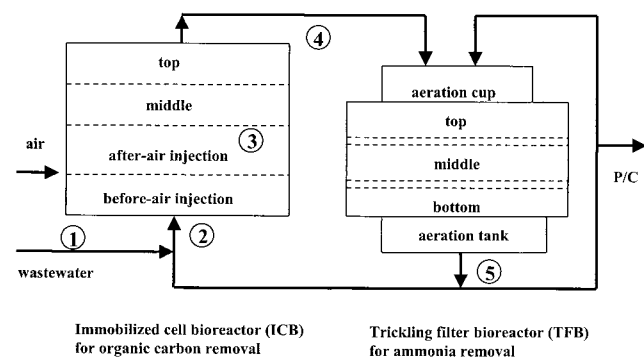 ④
top
aeration cup
middle
top
③
air
after-air injection
middle
P/C
before-air injection
bottom
① ②
aeration tank
wastewater
⑤
Immobilized cell bioreactor (ICB)
for organic carbon removal
Trickling filter bioreactor (TFB)
for ammonia removal